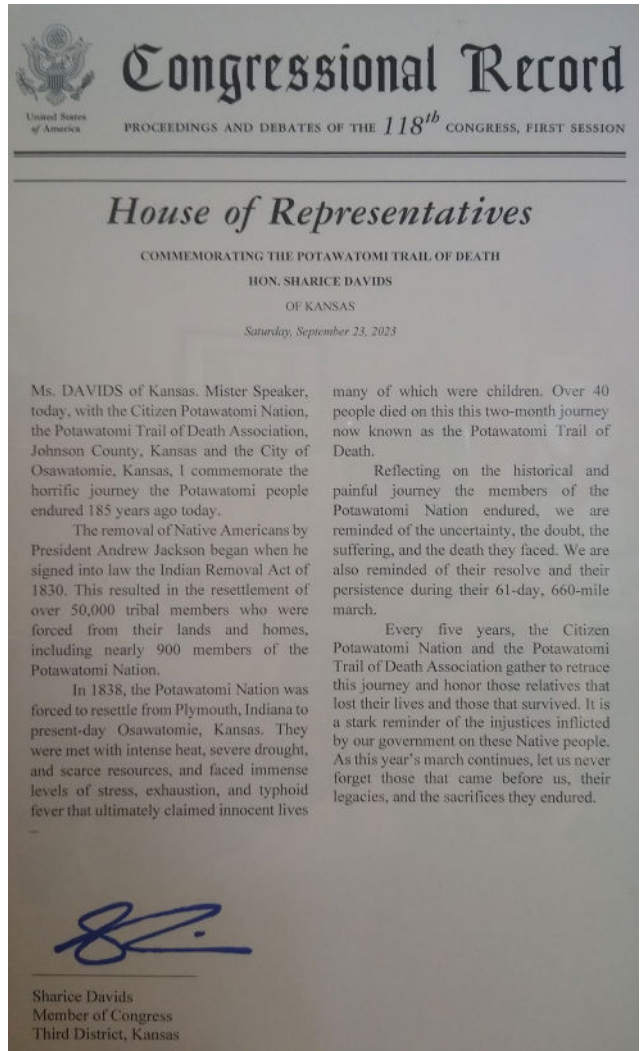 Congressional Record
United States
of America
PROCEEDINGS AND DEBATES OF THE 118th CONGRESS, FIRST SESSION
House of Representatives
COMMEMORATING THE POTAWATOMI TRAIL OF DEATH
HON. SHARICE DAVIDS
OF KANSAS
Saturday, September 23, 2023
Ms. DAVIDS of Kansas. Mister Speaker,
today, with the Citizen Potawatomi Nation,
the Potawatomi Trail of Death Association,
Johnson County, Kansas and the City of
Osawatomie, Kansas, I commemorate the
horrific journey the Potawatomi people
endured 185 years ago today.
The removal of Native Americans by
President Andrew Jackson began when he
signed into law the Indian Removal Act of
1830. This resulted in the resettlement of
over 50,000 tribal members who were
forced from their lands and homes,
including nearly 900 members of the
Potawatomi Nation.
In 1838, the Potawatomi Nation was
forced to resettle from Plymouth, Indiana to
present-day Osawatomie, Kansas. They
were met with intense heat, severe drought,
and scarce resources, and faced immense
levels of stress, exhaustion, and typhoid
fever that ultimately claimed innocent lives
–
many of which were children. Over 40
people died on this this two-month journey
now known as the Potawatomi Trail of
Death.
Reflecting on the historical and
painful journey the members of the
Potawatomi Nation endured, we are
reminded of the uncertainty, the doubt, the
suffering, and the death they faced. We are
also reminded of their resolve and their
persistence during their 61-day, 660-mile
march.
Every five years, the Citizen
Potawatomi Nation and the Potawatomi
Trail of Death Association gather to retrace
this journey and honor those relatives that
lost their lives and those that survived. It is
a stark reminder of the injustices inflicted
by our government on these Native people.
As this year's march continues, let us never
forget those that came before us, their
legacies, and the sacrifices they endured.
Sharice Davids
Member of Congress
Third District, Kansas